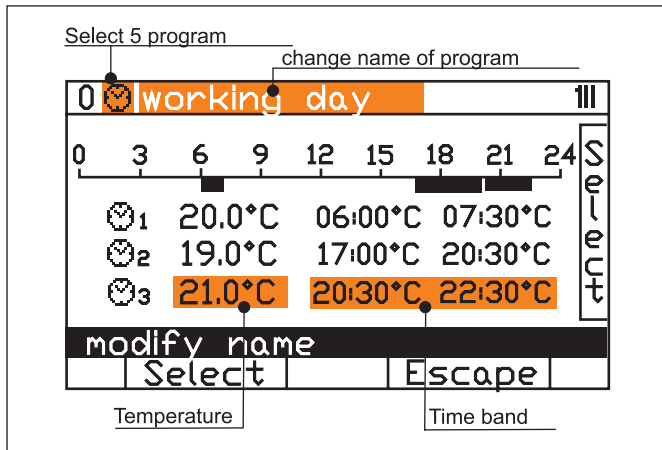 Select 5 program
change name of program
0 working day
0 3 6 9 12 15 18 21 24
1 20.0°C 06:00°C 07:30°C
2 19.0°C 17:00°C 20:30°C
3 21.0°C 20:30°C 22:30°C
Select
modify name
Select Escape
Temperature Time band